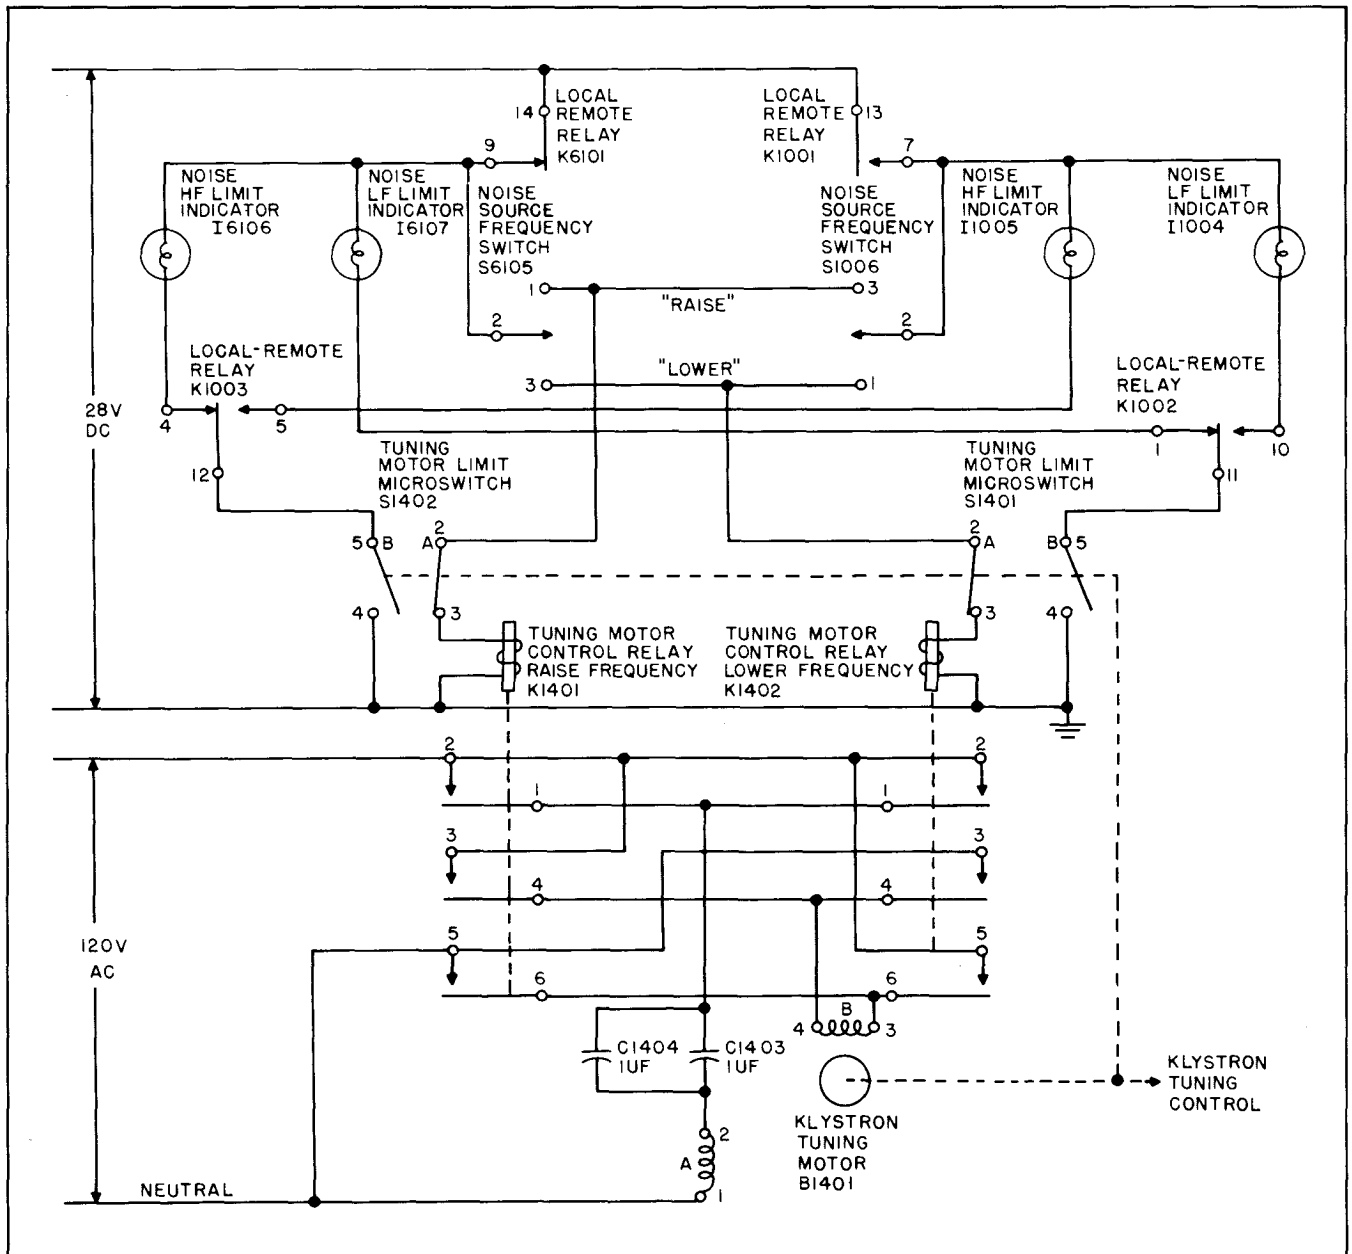 LOCAL
REMOTE
RELAY
K6101
14
LOCAL
REMOTE
RELAY
K1001
13
9
7
NOISE
HF LIMIT
INDICATOR
I6106
NOISE
LF LIMIT
INDICATOR
I6107
NOISE
SOURCE
FREQUENCY
SWITCH
S6105
NOISE
SOURCE
FREQUENCY
SWITCH
S1006
NOISE
HF LIMIT
INDICATOR
I1005
NOISE
LF LIMIT
INDICATOR
I1004
1
"RAISE"
3
2
2
3
"LOWER"
1
LOCAL-REMOTE
RELAY
K1003
4
5
12
LOCAL-REMOTE
RELAY
K1002
1
10
11
28V
DC
TUNING
MOTOR LIMIT
MICROSWITCH
S1402
TUNING
MOTOR LIMIT
MICROSWITCH
S1401
5 B
A 2
2 A
B 5
4
3
3
4
TUNING MOTOR
CONTROL RELAY
RAISE FREQUENCY
K1401
TUNING MOTOR
CONTROL RELAY
LOWER FREQUENCY
K1402
2
2
1
1
3
3
4
4
5
5
6
6
120V
AC
B
4
3
C1404
1UF
C1403
1UF
KLYSTRON
TUNING
MOTOR
B1401
KLYSTRON
TUNING
CONTROL
2
A
1
NEUTRAL